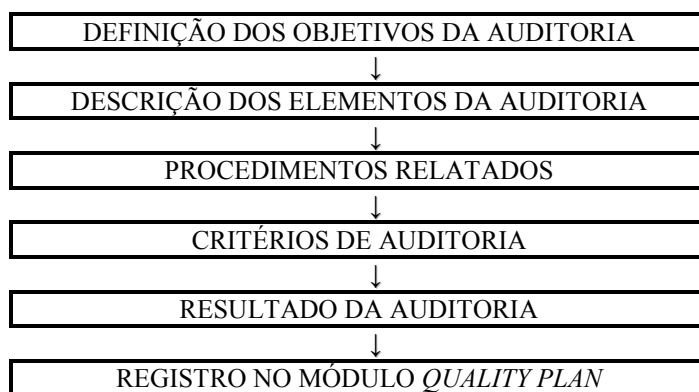 DEFINIÇÃO DOS OBJETIVOS DA AUDITORIA
↓
DESCRIÇÃO DOS ELEMENTOS DA AUDITORIA
↓
PROCEDIMENTOS RELATADOS
↓
CRITÉRIOS DE AUDITORIA
↓
RESULTADO DA AUDITORIA
↓
REGISTRO NO MÓDULO QUALITY PLAN